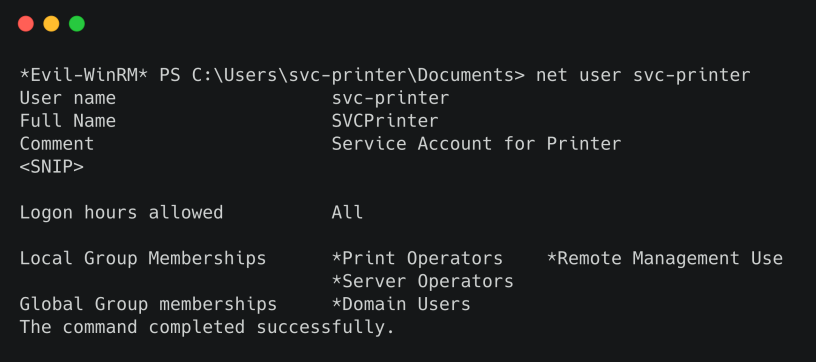 *Evil-WinRM* PS C:\Users\svc-printer\Documents> net user svc-printer
User name                    svc-printer
Full Name                    SVCPrinter
Comment                      Service Account for Printer
<SNIP>
Logon hours allowed          All
Local Group Memberships      *Print Operators    *Remote Management Use
                             *Server Operators
Global Group memberships     *Domain Users
The command completed successfully.